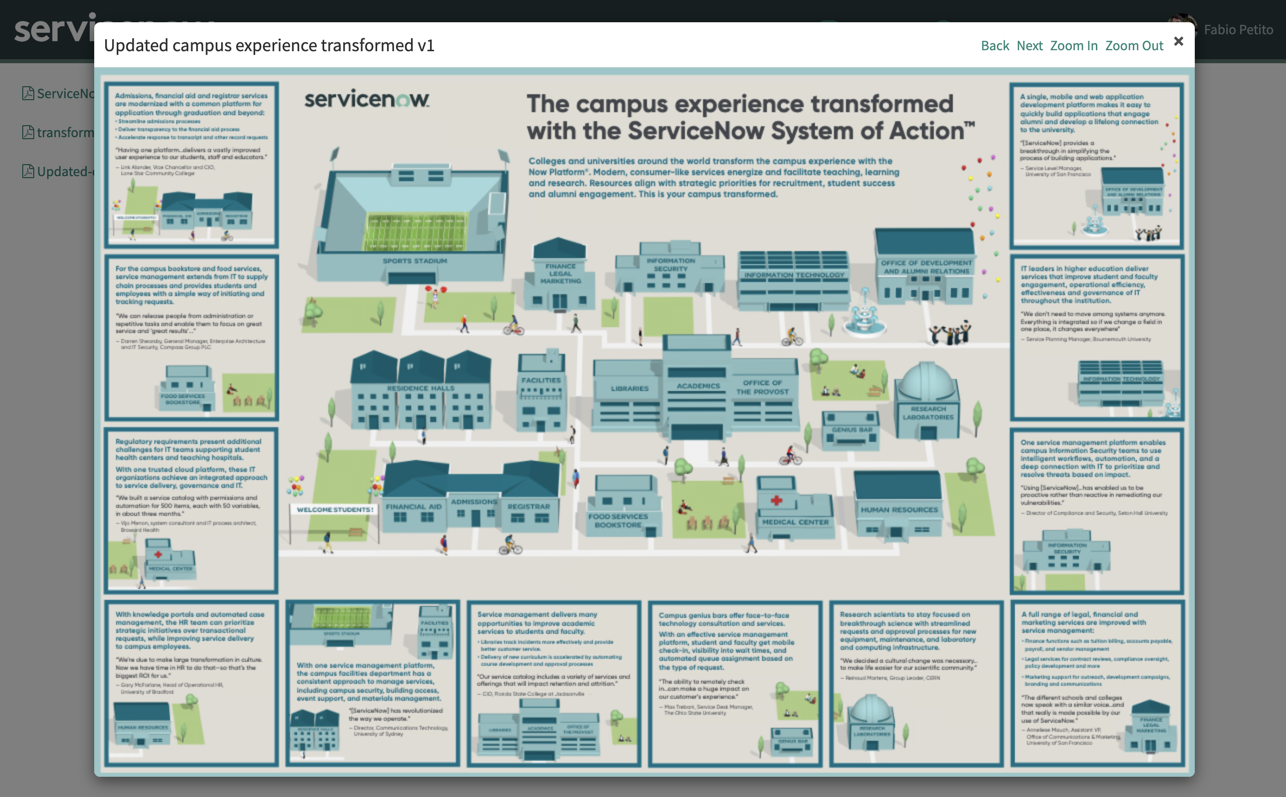 servicenow
Fabio Petito
ServiceNo
transform
Updated-
Updated campus experience transformed v1
Back Next Zoom In Zoom Out ×
Admissions, financial aid and registrar services
are modernized with a common platform for
application through graduation and beyond:
• Streamline admissions processes
• Deliver transparency to the financial aid process
• Accelerate response to transcript and other record requests
"Having one platform...delivers a vastly improved
user experience to our students, staff and educators."
— Link Alander, Vice Chancellor and CIO,
Lone Star Community College
WELCOME STUDENTS!
FINANCIAL AID
ADMISSIONS
REGISTRAR
For the campus bookstore and food services,
service management extends from IT to supply
chain processes and provides students and
employees with a simple way of initiating and
tracking requests.
"We can release people from administration or
repetitive tasks and enable them to focus on great
service and 'great results'..."
— Darren Shearsby, General Manager, Enterprise Architecture
and IT Security, Compass Group PLC
FOOD SERVICES
BOOKSTORE
Regulatory requirements present additional
challenges for IT teams supporting student
health centers and teaching hospitals.
With one trusted cloud platform, these IT
organizations achieve an integrated approach
to service delivery, governance and IT.
"We built a service catalog with permissions and
automation for 500 items, each with 50 variables,
in about three months."
— Viju Menon, system consultant and IT process architect,
Broward Health
MEDICAL CENTER
With knowledge portals and automated case
management, the HR team can prioritize
strategic initiatives over transactional
requests, while improving service delivery
to campus employees.
"We're due to make large transformation in culture.
Now we have time in HR to do that—so that's the
biggest ROI for us."
— Gary McFarlane, Head of Operational HR,
University of Bradford
HUMAN RESOURCES
servicenow
The campus experience transformed
with the ServiceNow System of Action™
Colleges and universities around the world transform the campus experience with the
Now Platform®. Modern, consumer-like services energize and facilitate teaching, learning
and research. Resources align with strategic priorities for recruitment, student success
and alumni engagement. This is your campus transformed.
SPORTS STADIUM
FINANCE
LEGAL
MARKETING
INFORMATION
SECURITY
INFORMATION TECHNOLOGY
OFFICE OF DEVELOPMENT
AND ALUMNI RELATIONS
P P P
RESIDENCE HALLS
FACILITIES
LIBRARIES
ACADEMICS
OFFICE OF
THE PROVOST
GENIUS BAR
RESEARCH
LABORATORIES
WELCOME STUDENTS!
FINANCIAL AID
ADMISSIONS
REGISTRAR
FOOD SERVICES
BOOKSTORE
MEDICAL CENTER
HUMAN RESOURCES
A single, mobile and web application
development platform makes it easy to
quickly build applications that engage
alumni and develop a lifelong connection
to the university.
"[ServiceNow] provides a
breakthrough in simplifying the
process of building applications."
— Service Level Manager,
University of San Francisco
OFFICE OF DEVELOPMENT
AND ALUMNI RELATIONS
IT leaders in higher education deliver
services that improve student and faculty
engagement, operational efficiency,
effectiveness and governance of IT
throughout the institution.
"We don't need to move among systems anymore.
Everything is integrated so if we change a field in
one place, it changes everywhere"
— Service Planning Manager, Bournemouth University
INFORMATION TECHNOLOGY
One service management platform enables
campus Information Security teams to use
intelligent workflows, automation, and a
deep connection with IT to prioritize and
resolve threats based on impact.
"Using [ServiceNow], has enabled us to be
proactive rather than reactive in remediating our
vulnerabilities."
— Director of Compliance and Security, Seton Hall University
INFORMATION
SECURITY
SPORTS STADIUM
FACILITIES
With one service management platform,
the campus facilities department has a
consistent approach to manage services,
including campus security, building access,
event support, and materials management.
"[ServiceNow] has revolutionized
the way we operate."
— Director, Communications Technology,
University of Sydney
RESIDENCE HALLS
Service management delivers many
opportunities to improve academic
services to students and faculty.
• Libraries track incidents more effectively and provide
better customer service.
• Delivery of new curriculum is accelerated by automating
course development and approval processes
"Our service catalog includes a variety of services and
offerings that will impact retention and attrition."
— CIO, Florida State College at Jacksonville
LIBRARIES
ACADEMICS
OFFICE OF
THE PROVOST
Campus genius bars offer face-to-face
technology consultation and services.
With an effective service management
platform, student and faculty get mobile
check-in, visibility into wait times, and
automated queue assignment based on
the type of request.
"The ability to remotely check
in...can make a huge impact on
our customer's experience."
— Max Trekoni, Service Desk Manager,
The Ohio State University
GENIUS BAR
Research scientists to stay focused on
breakthrough science with streamlined
requests and approval processes for new
equipment, maintenance, and laboratory
and computing infrastructure.
"We decided a cultural change was necessary...
to make life easier for our scientific community."
— Reinoud Martens, Group Leader, CERN
RESEARCH
LABORATORIES
A full range of legal, financial and
marketing services are improved with
service management:
• Finance functions such as tuition billing, accounts payable,
payroll, and vendor management
• Legal services for contract reviews, compliance oversight,
policy development and more
• Marketing support for outreach, development campaigns,
branding and communications
"The different schools and colleges
now speak with a similar voice...and
that really is made possible by our
use of ServiceNow."
— Anneliese Mauch, Assistant VP,
Office of Communications & Marketing
University of San Francisco
FINANCE
LEGAL
MARKETING